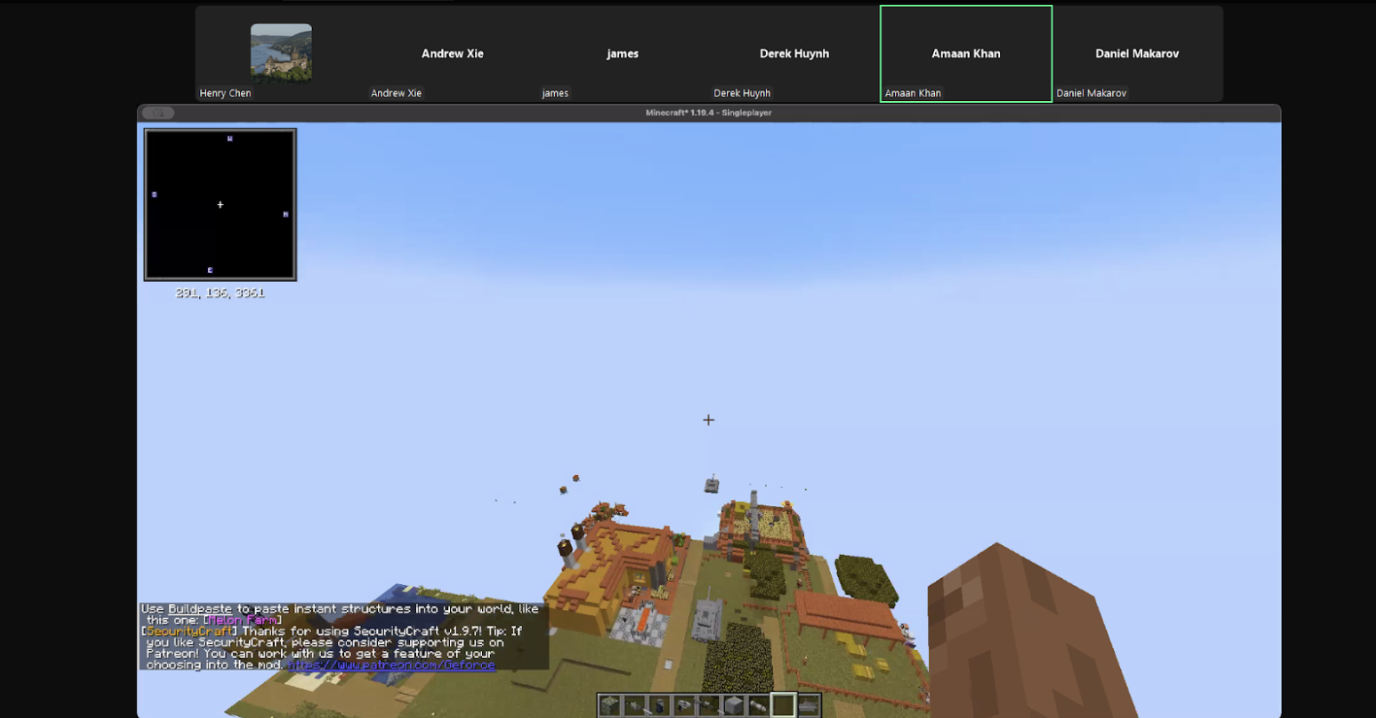 Andrew Xie
james
Derek Huynh
Amaan Khan
Daniel Makarov
Henry Chen
Andrew Xie
james
Derek Huynh
Amaan Khan
Daniel Makarov
Minecraft* 1.19.4 - Singleplayer
291, 136, 3361
Use Buildpaste to paste instant structures into your world, like
this one: [Melon Farm]
[SecurityCraft] Thanks for using SecurityCraft v1.9.7! Tip: If
you like SecurityCraft, please consider supporting us on
Patreon! You can work with us to get a feature of your
choosing into the mod. https://www.patreon.com/Geforce